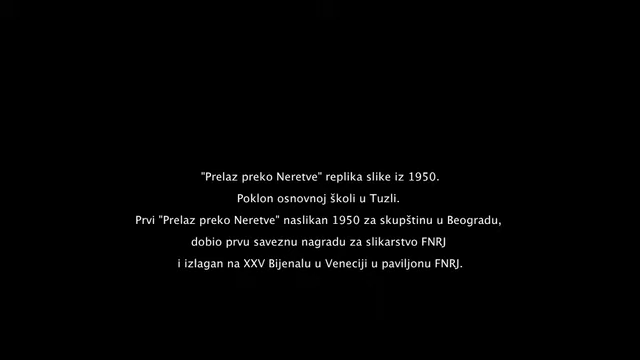 "Prelaz preko Neretve" replika slike iz 1950.
Poklon osnovnoj školi u Tuzli.
Prvi "Prelaz preko Neretve" naslikan 1950 za skupštinu u Beogradu,
dobio prvu saveznu nagradu za slikarstvo FNRJ
i izlagan na XXV Bijenalu u Veneciji u paviljonu FNRJ.